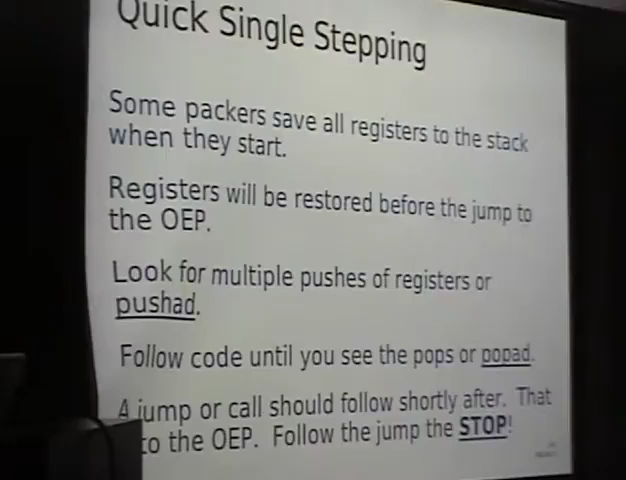 Quick Single Stepping
Some packers save all registers to the stack
when they start.
Registers will be restored before the jump to
the OEP.
Look for multiple pushes of registers or
pushad.
Follow code until you see the pops or popad.
A jump or call should follow shortly after. That
to the OEP. Follow the jump the STOP!